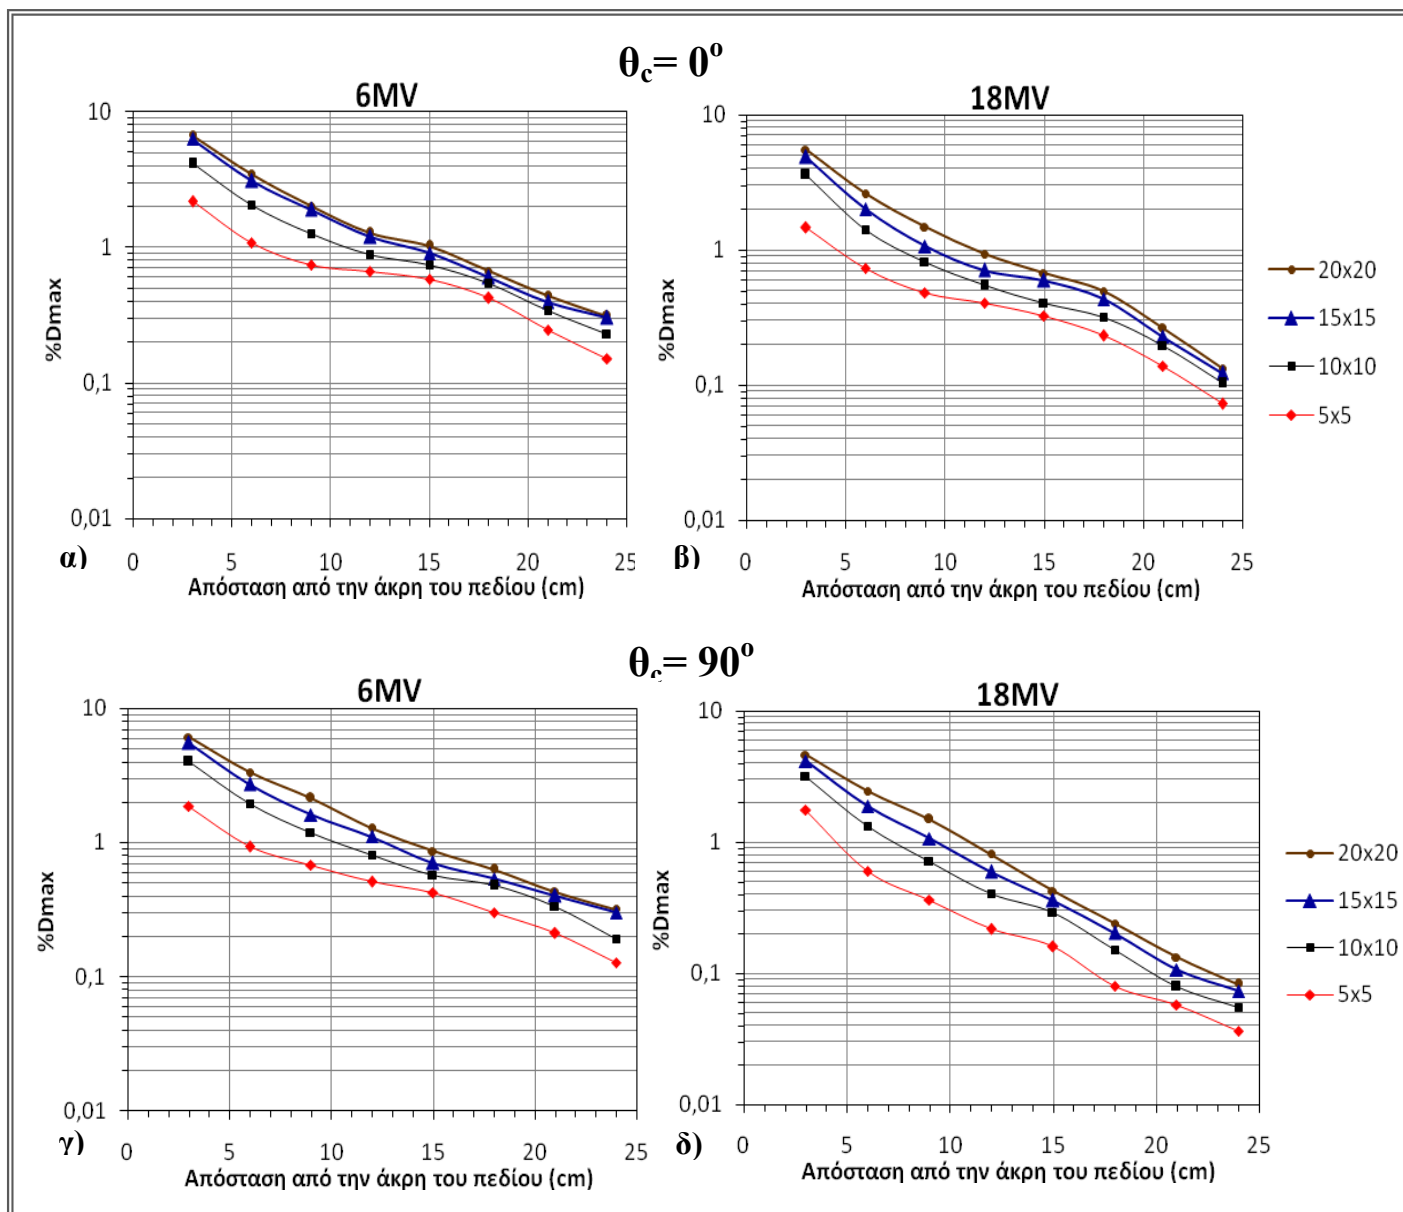 θc= 0º
6MV
18MV
10
1
0,1
0,01
%Dmax
0 5 10 15 20 25
Απόσταση από την άκρη του πεδίου (cm)
α)
10
1
0,1
0,01
%Dmax
0 5 10 15 20 25
Απόσταση από την άκρη του πεδίου (cm)
β)
20x20
15x15
10x10
5x5
θc= 90º
6MV
18MV
10
1
0,1
0,01
%Dmax
0 5 10 15 20 25
Απόσταση από την άκρη του πεδίου (cm)
γ)
10
1
0,1
0,01
%Dmax
0 5 10 15 20 25
Απόσταση από την άκρη του πεδίου (cm)
δ)
20x20
15x15
10x10
5x5